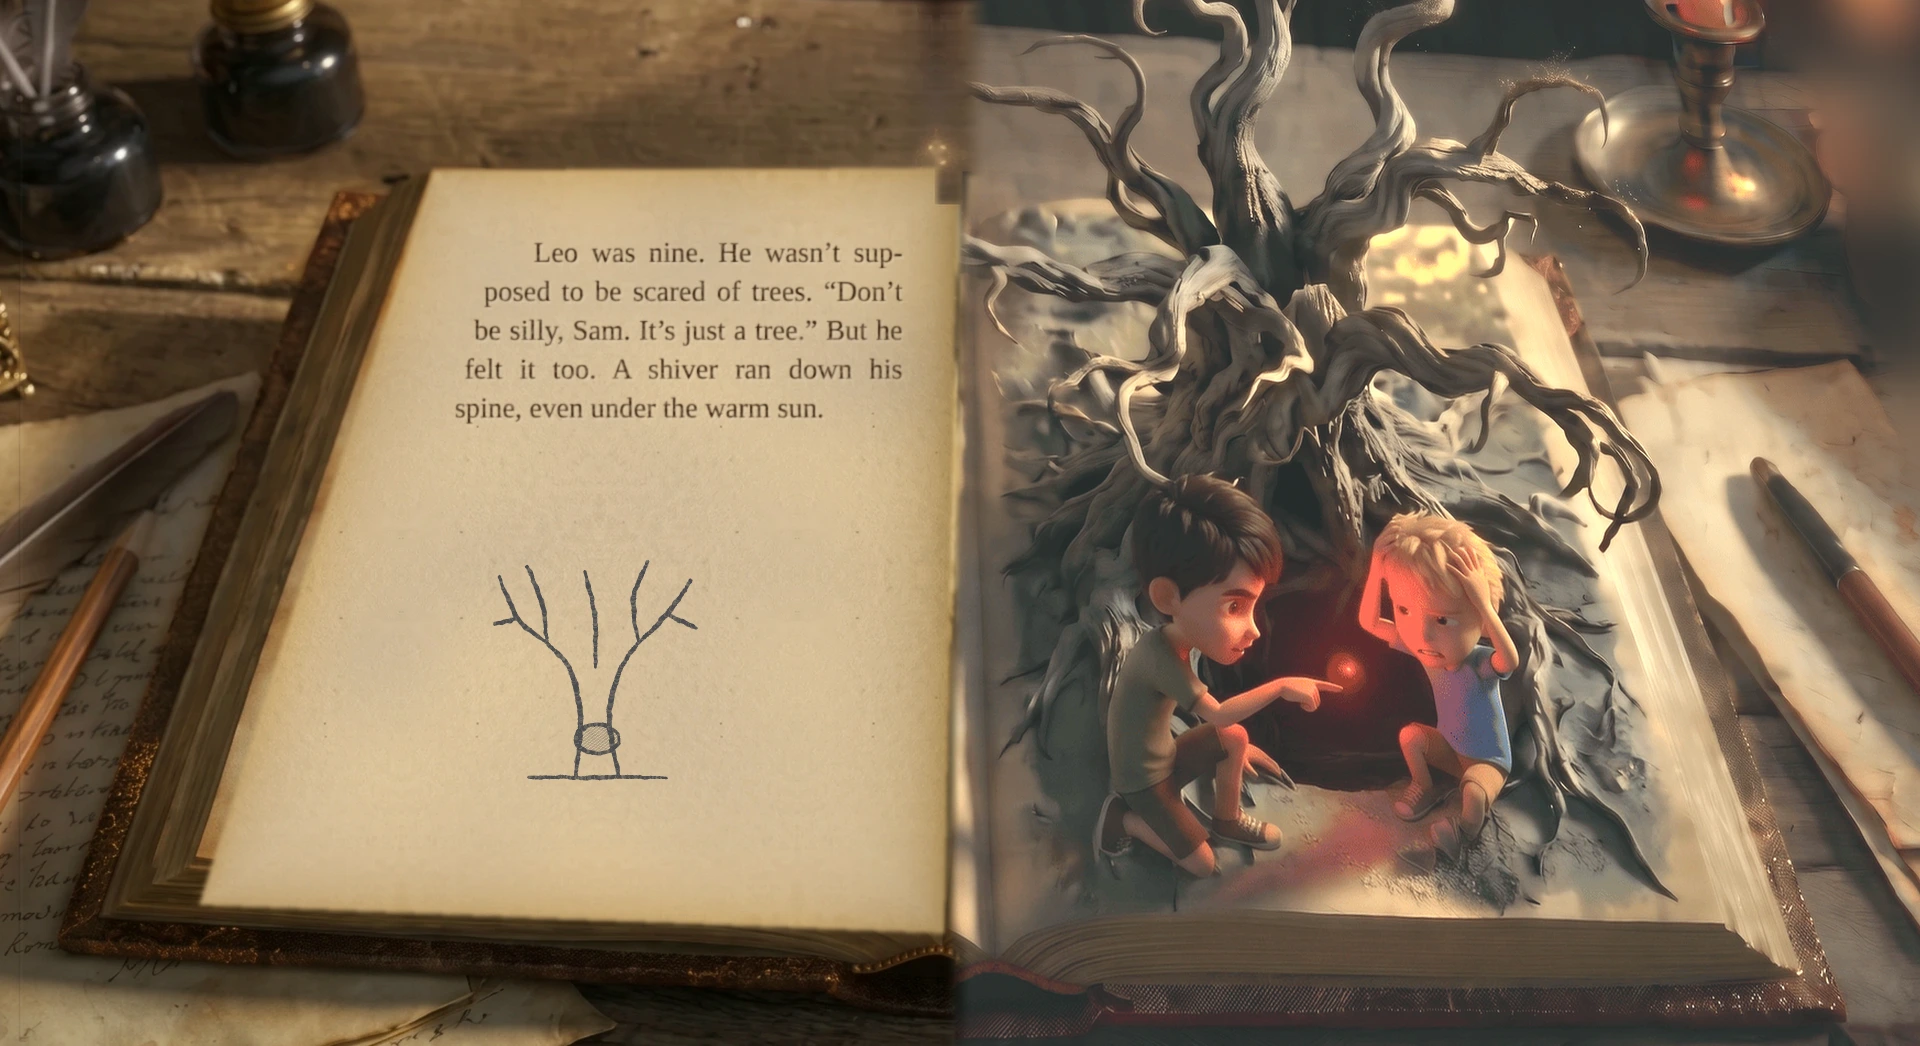 Leo was nine. He wasn’t sup-
posed to be scared of trees. “Don’t
be silly, Sam. It’s just a tree.” But he
felt it too. A shiver ran down his
spine, even under the warm sun.